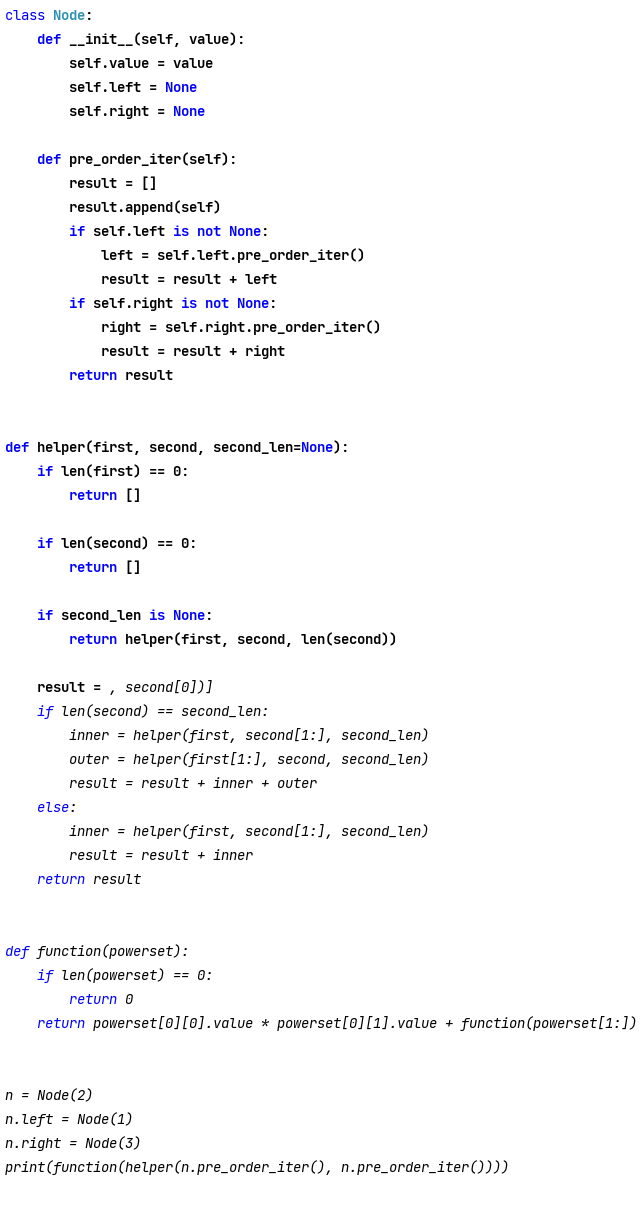 class Node:
    def __init__(self, value):
        self.value = value
        self.left = None
        self.right = None

    def pre_order_iter(self):
        result = []
        result.append(self)
        if self.left is not None:
            left = self.left.pre_order_iter()
            result = result + left
        if self.right is not None:
            right = self.right.pre_order_iter()
            result = result + right
        return result


def helper(first, second, second_len=None):
    if len(first) == 0:
        return []

    if len(second) == 0:
        return []

    if second_len is None:
        return helper(first, second, len(second))

    result = , second[0])]
    if len(second) == second_len:
        inner = helper(first, second[1:], second_len)
        outer = helper(first[1:], second, second_len)
        result = result + inner + outer
    else:
        inner = helper(first, second[1:], second_len)
        result = result + inner
    return result


def function(powerset):
    if len(powerset) == 0:
        return 0
    return powerset[0][0].value * powerset[0][1].value + function(powerset[1:])


n = Node(2)
n.left = Node(1)
n.right = Node(3)
print(function(helper(n.pre_order_iter(), n.pre_order_iter())))